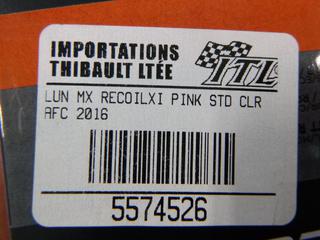 IMPORTATIONS
THIBAULT LTÉE
ITL
LUN MX RECOILXI PINK STD CLR
AFC 2016
5574526